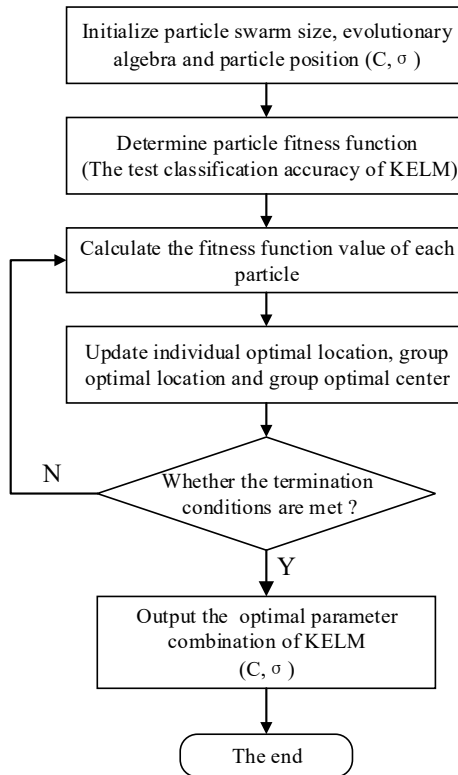 Initialize particle swarm size, evolutionary
algebra and particle position (C, σ)
Determine particle fitness function
(The test classification accuracy of KELM)
Calculate the fitness function value of each
particle
Update individual optimal location, group
optimal location and group optimal center
N
Whether the termination
conditions are met ?
Y
Output the optimal parameter
combination of KELM
(C, σ)
The end